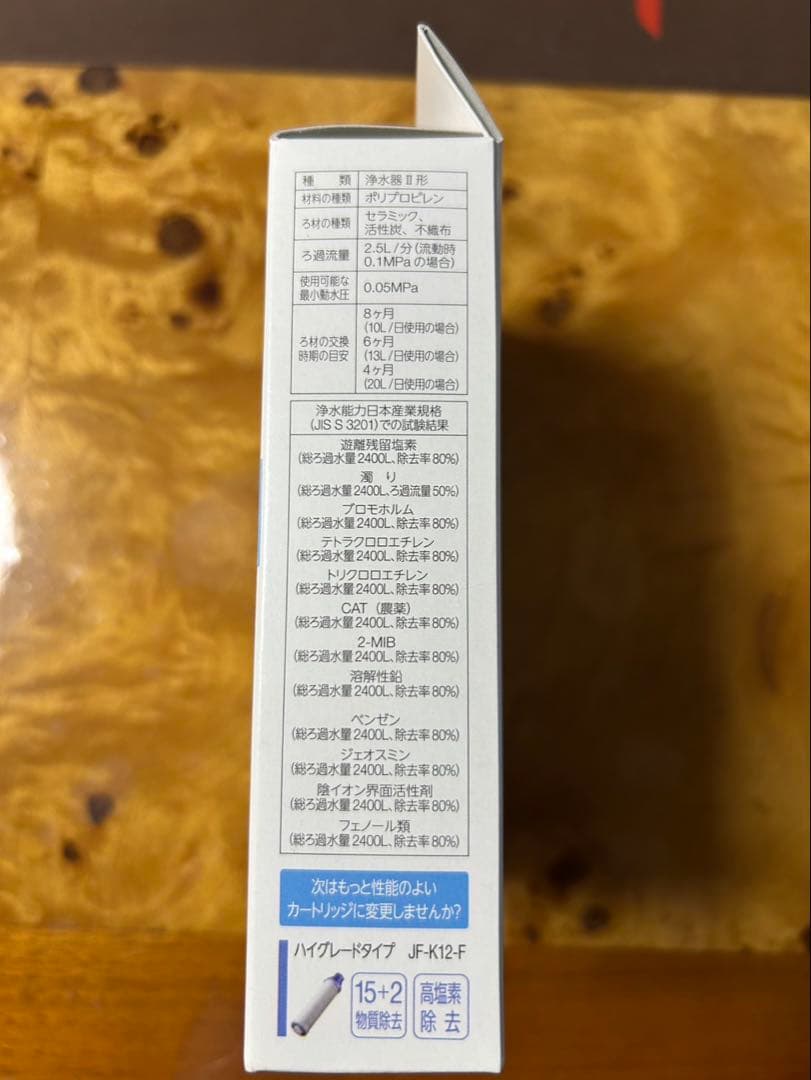 種 類 浄水器Ⅱ形
材料の種類 ポリプロピレン
ろ材の種類 セラミック、
活性炭、不織布
ろ過流量 2.5L/分(流動時
0.1MPaの場合)
使用可能な
最小動水圧 0.05MPa
ろ材の交換
時期の目安
8ヶ月
(10L/日使用の場合)
6ヶ月
(13L/日使用の場合)
4ヶ月
(20L/日使用の場合)
浄水能力日本産業規格
(JIS S 3201)での試験結果
遊離残留塩素
(総ろ過水量2400L、除去率80%)
濁 り
(総ろ過水量2400L、ろ過流量50%)
ブロモホルム
(総ろ過水量2400L、除去率80%)
テトラクロロエチレン
(総ろ過水量2400L、除去率80%)
トリクロロエチレン
(総ろ過水量2400L、除去率80%)
CAT(農薬)
(総ろ過水量2400L、除去率80%)
2-MIB
(総ろ過水量2400L、除去率80%)
溶解性鉛
(総ろ過水量2400L、除去率80%)
ベンゼン
(総ろ過水量2400L、除去率80%)
ジェオスミン
(総ろ過水量2400L、除去率80%)
陰イオン界面活性剤
(総ろ過水量2400L、除去率80%)
フェノール類
(総ろ過水量2400L、除去率80%)
次はもっと性能のよい
カートリッジに変更しませんか?
ハイグレードタイプ JF-K12-F
15+2
物質除去
高塩素
除去